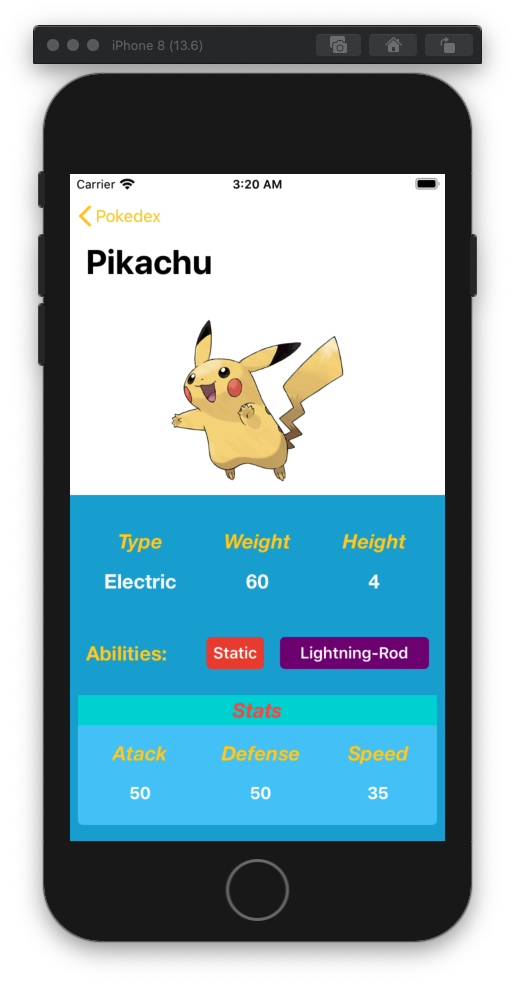 iPhone 8 (13.6)
Carrier 3:20 AM
Pokedex
Pikachu
Type Weight Height
Electric 60 4
Abilities: Static Lightning-Rod
Stats
Atack Defense Speed
50 50 35